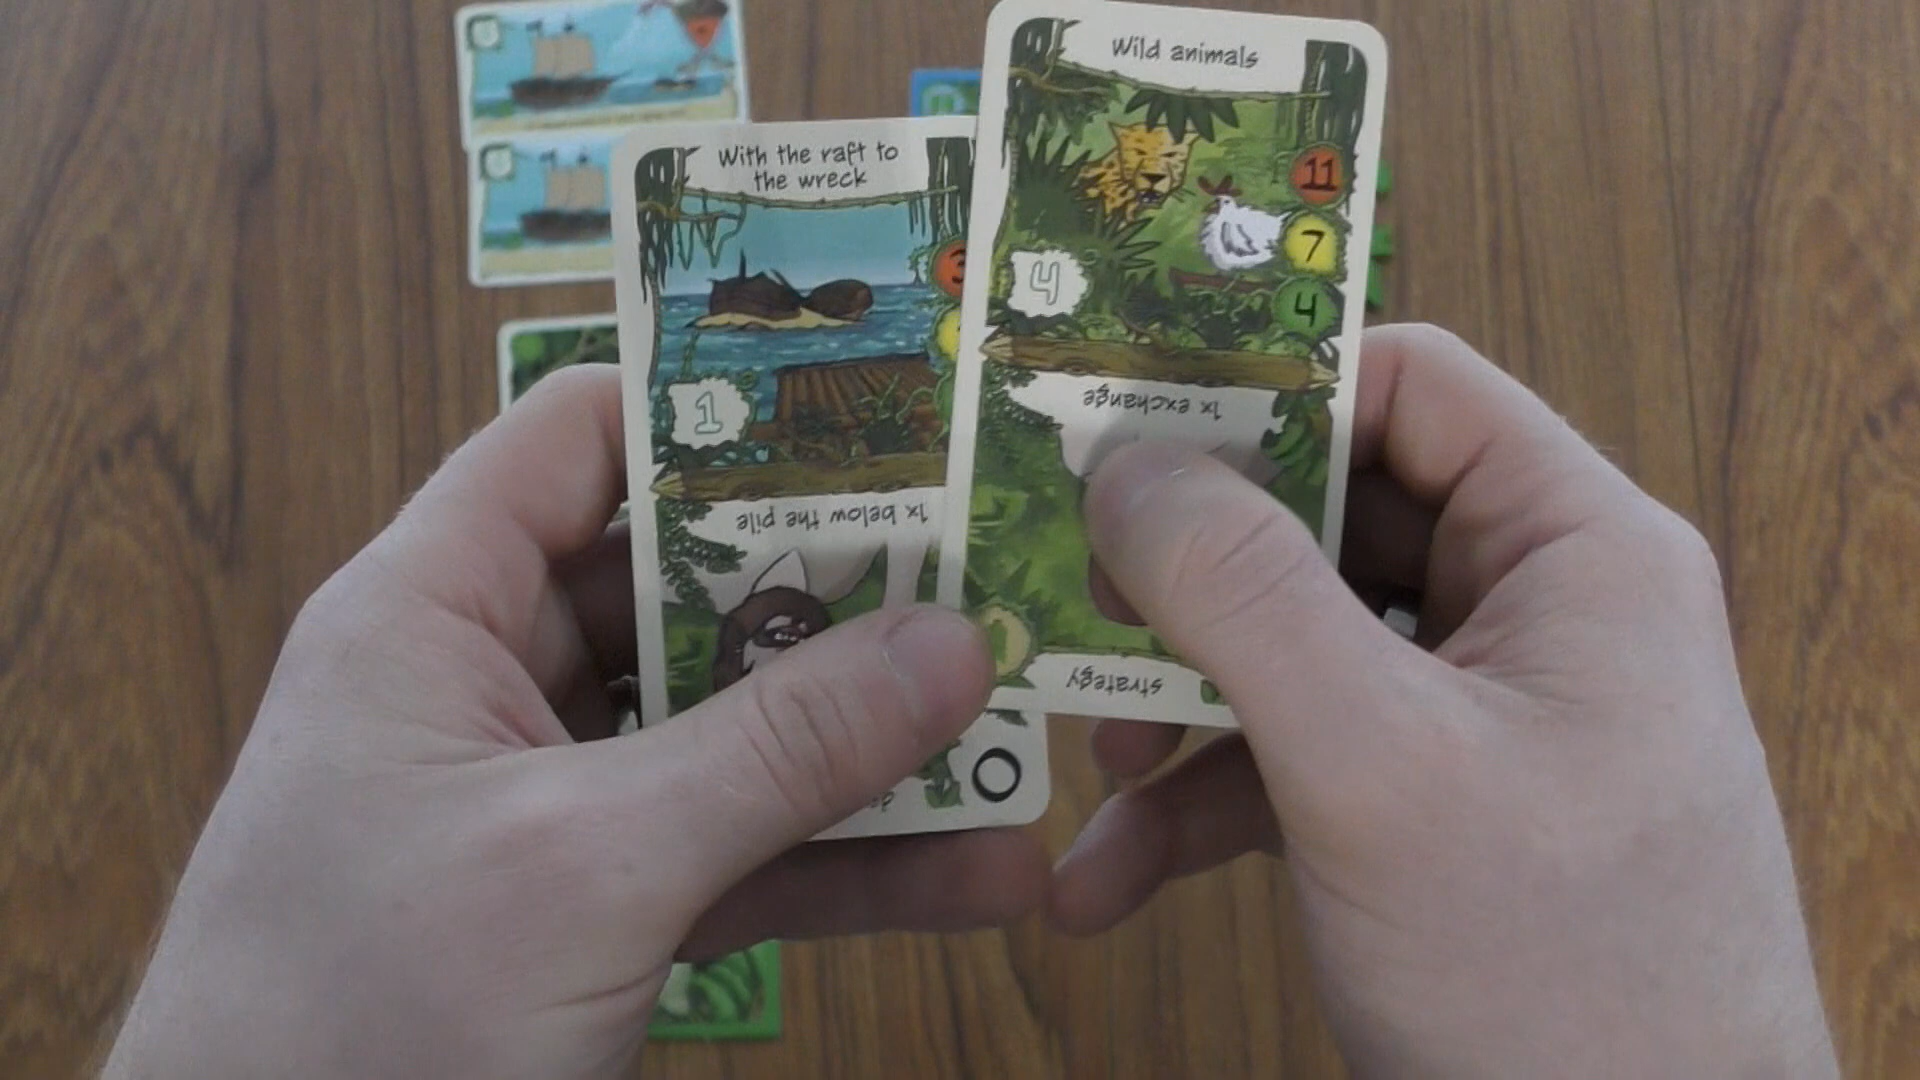 With the raft to
the wreck
3
1
1x below the pile
0
Wild animals
11
7
4
4
1x exchange
strategy